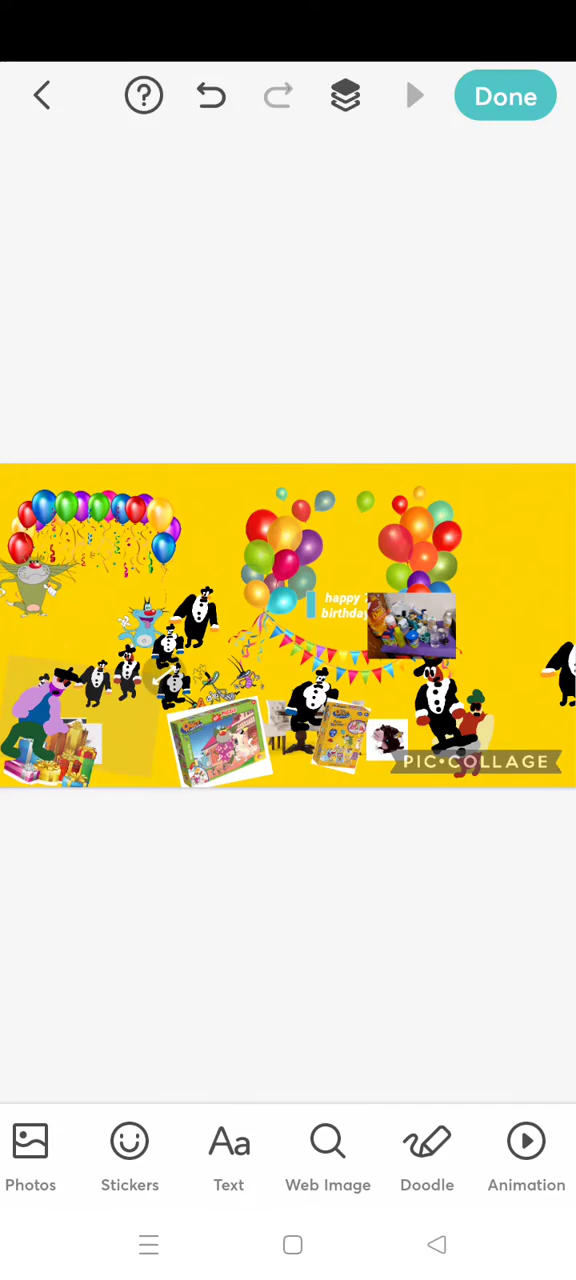 Done
happy
birthday
PIC•COLLAGE
Photos
Stickers
Aa
Text
Web Image
Doodle
Animation